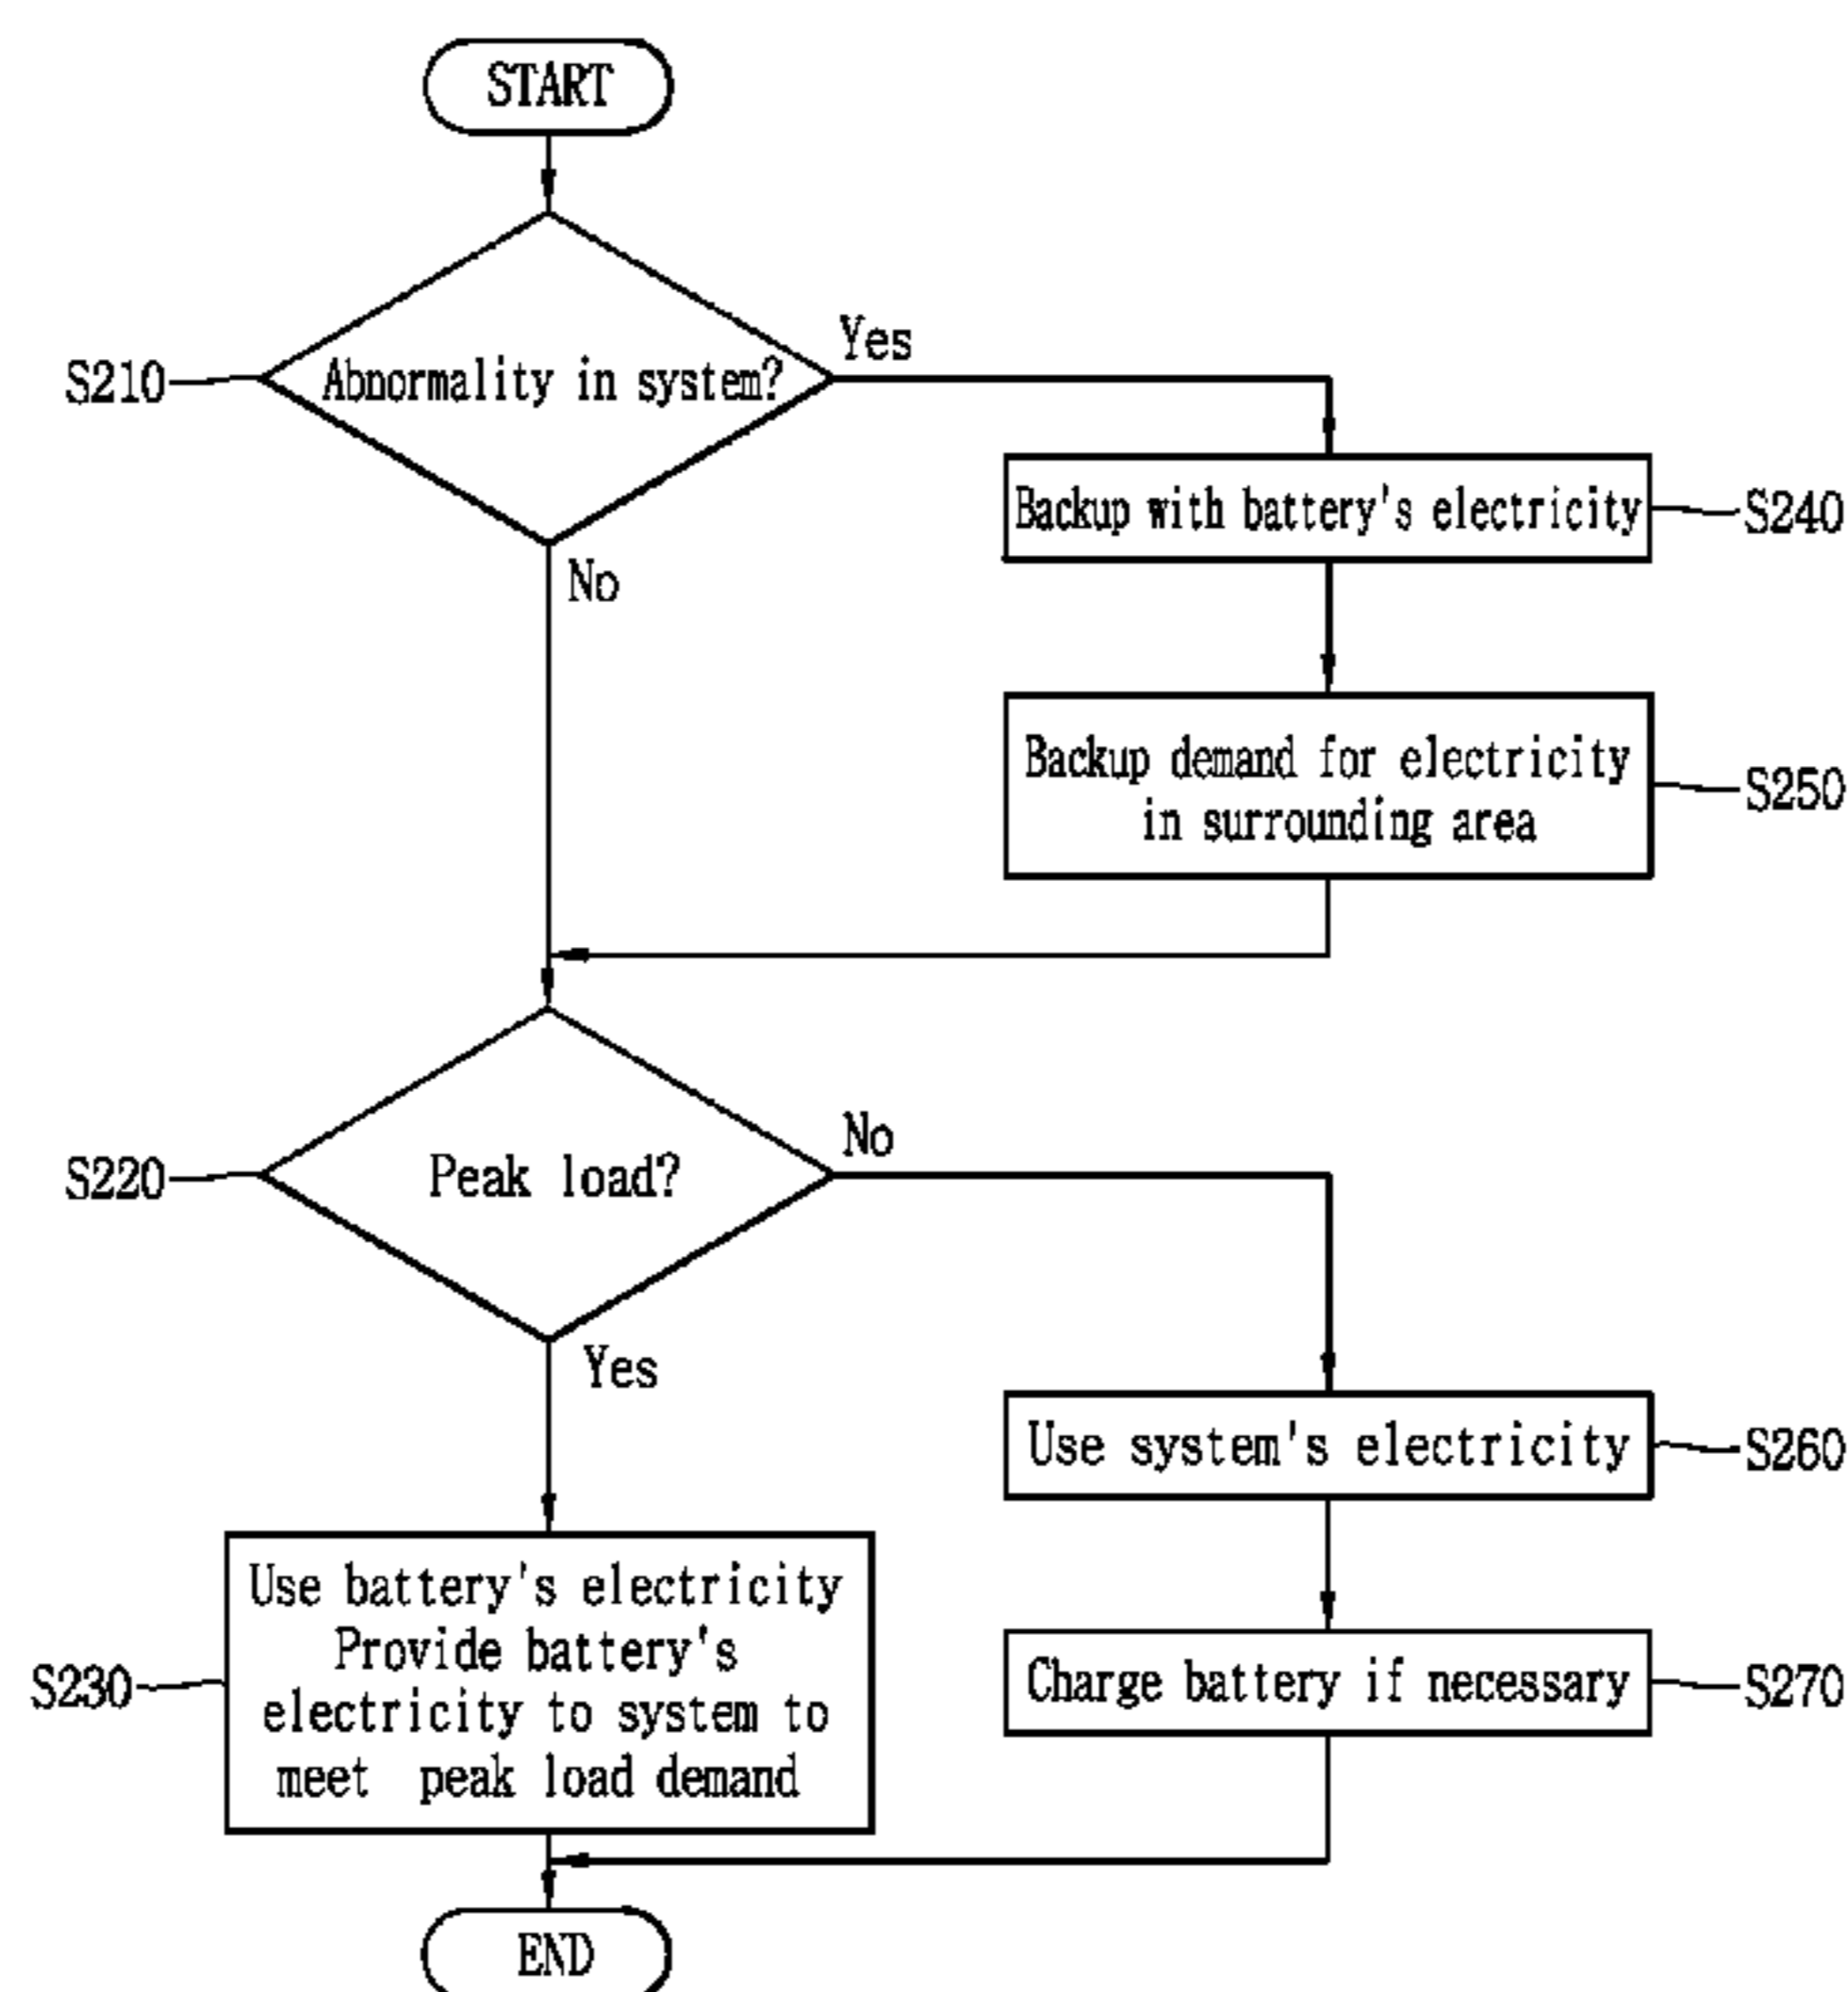 START
Abnormality in system?
Yes
S210
Backup with battery's electricity
S240
No
Backup demand for electricity
in surrounding area
S250
Peak load?
No
S220
Yes
Use system's electricity
S260
Use battery's electricity
Provide battery's
electricity to system to
meet peak load demand
S230
Charge battery if necessary
S270
END